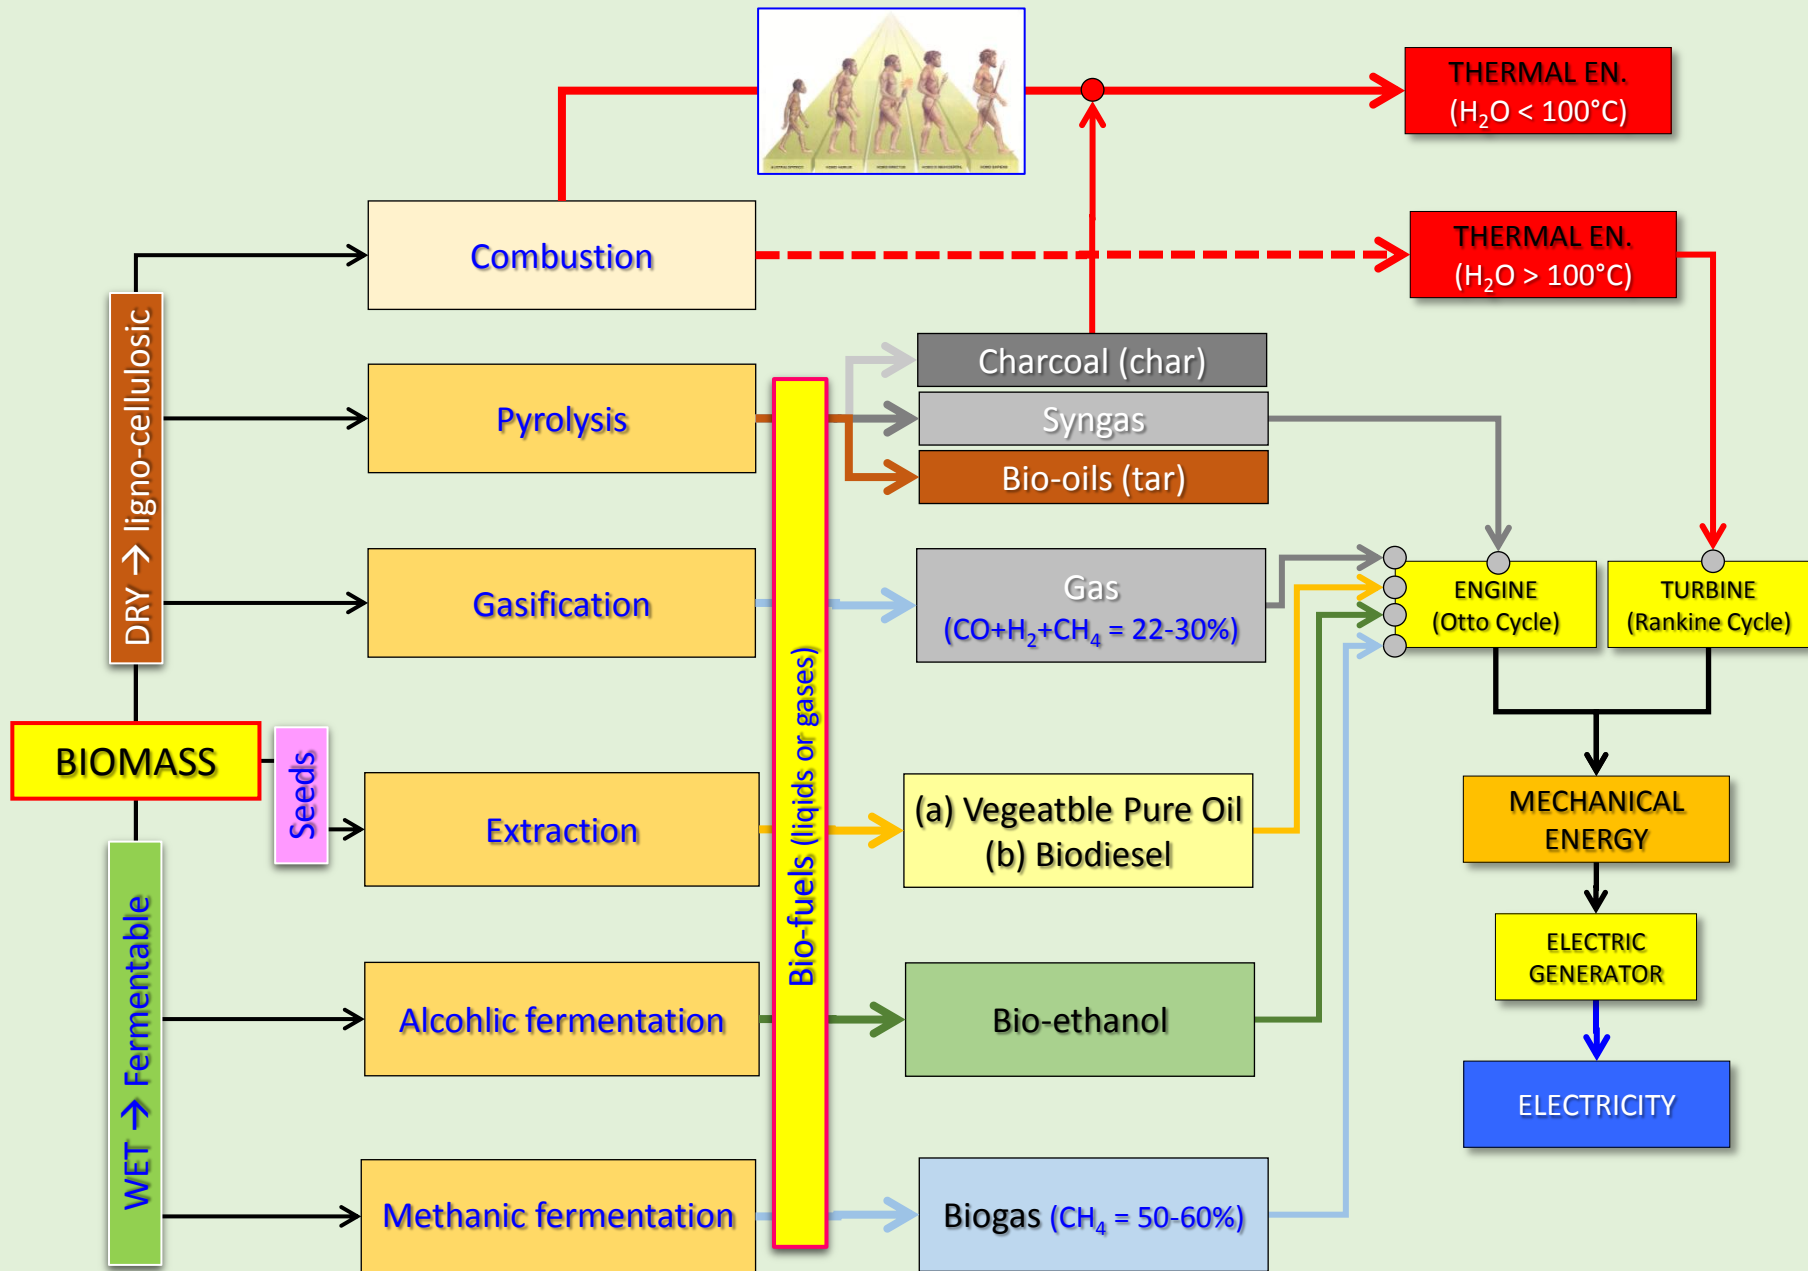 THERMAL EN.
(H₂O < 100°C)
Combustion
THERMAL EN.
(H₂O > 100°C)
DRY → ligno-cellulosic
Pyrolysis
Charcoal (char)
Syngas
Bio-oils (tar)
Gasification
Gas
(CO+H₂+CH₄ = 22-30%)
ENGINE
(Otto Cycle)
TURBINE
(Rankine Cycle)
BIOMASS
Seeds
Bio-fuels (liqids or gases)
Extraction
(a) Vegeatble Pure Oil
(b) Biodiesel
MECHANICAL
ENERGY
WET → Fermentable
Alcohlic fermentation
Bio-ethanol
ELECTRIC
GENERATOR
ELECTRICITY
Methanic fermentation
Biogas (CH₄ = 50-60%)